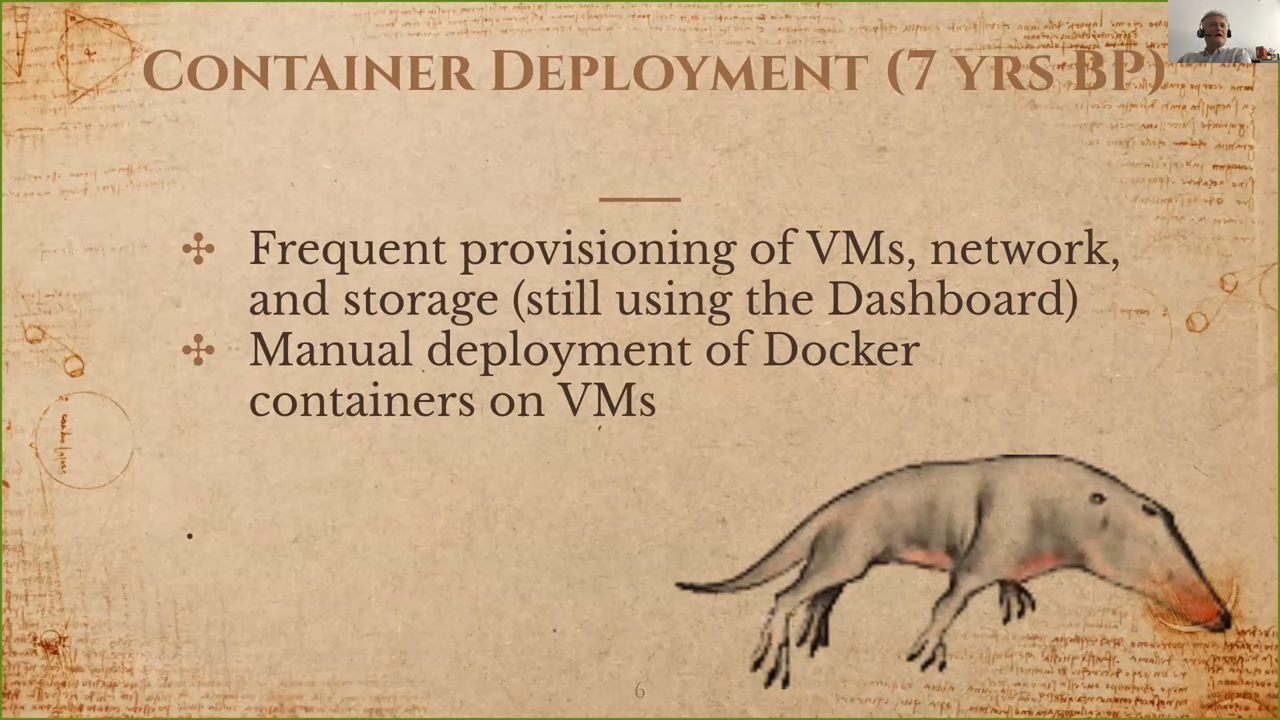 Container Deployment (7 yrs BP)
Frequent provisioning of VMs, network,
and storage (still using the Dashboard)
Manual deployment of Docker
containers on VMs
6